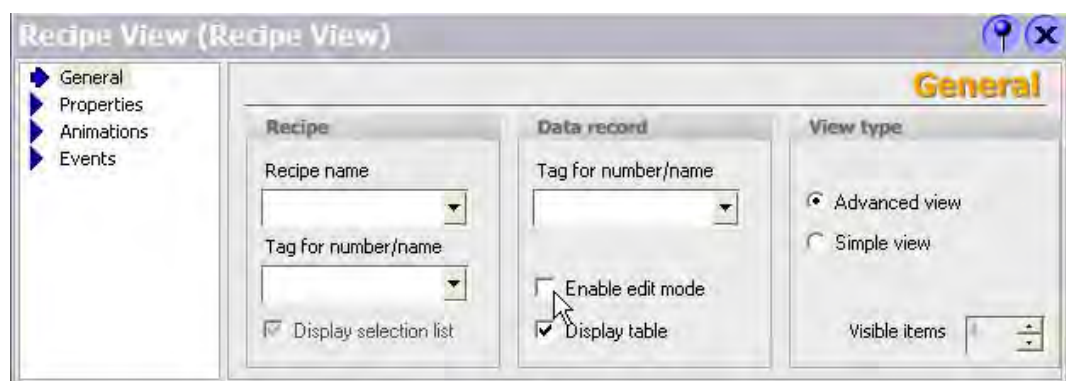 Recipe View (Recipe View)
General
Properties
Animations
Events
General
Recipe
Recipe name
Tag for number/name
Display selection list
Data record
Tag for number/name
Enable edit mode
Display table
View type
Advanced view
Simple view
Visible items 4